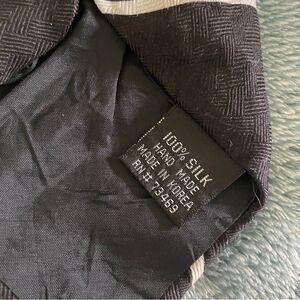 100% SILK
HAND MADE
MADE IN KOREA
RN# 73469